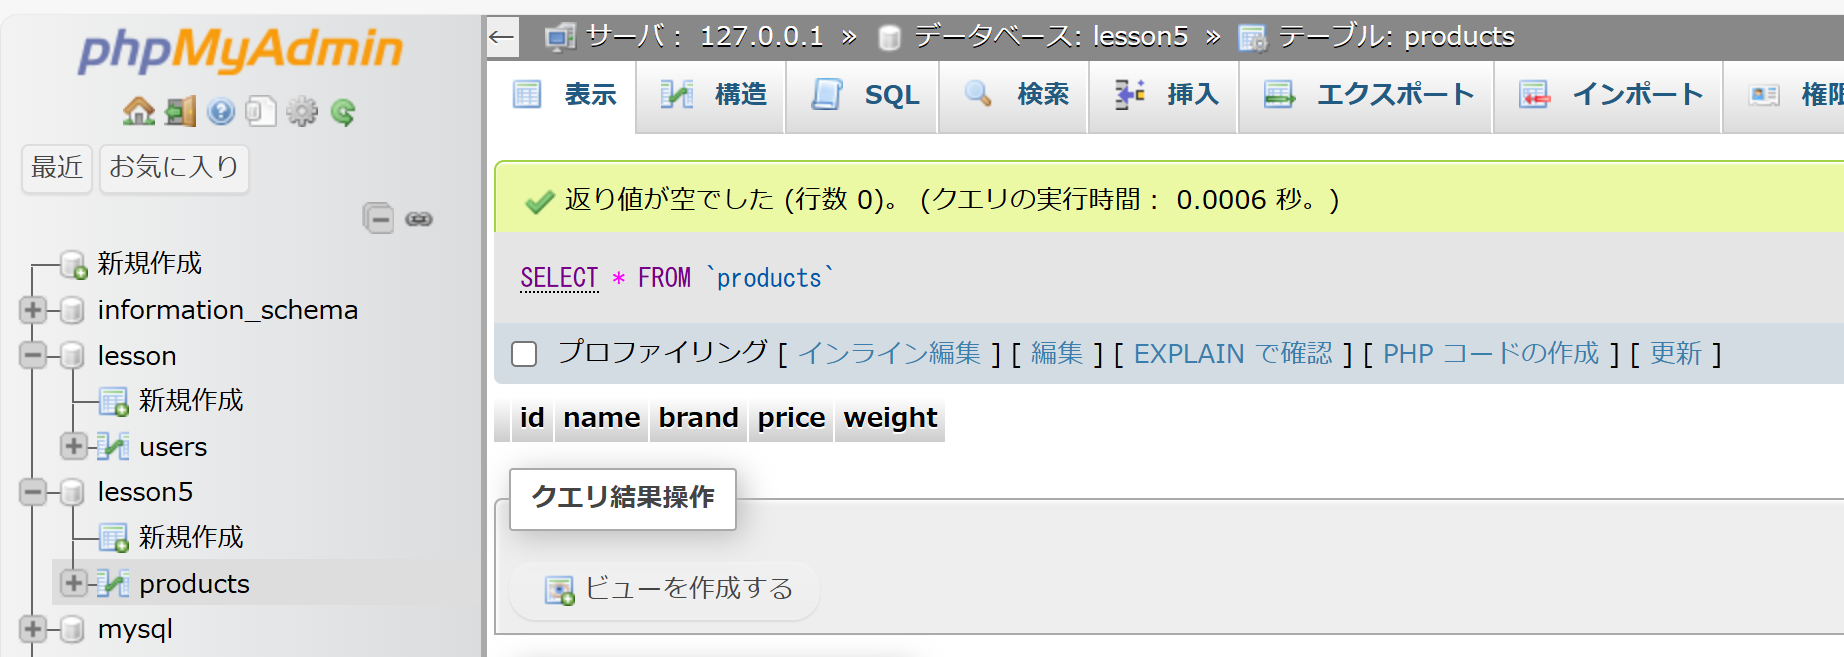 phpMyAdmin
最近 お気に入り
新規作成
information_schema
lesson
新規作成
users
lesson5
新規作成
products
mysql
サーバ： 127.0.0.1 » データベース: lesson5 » テーブル: products
表示 構造 SQL 検索 挿入 エクスポート インポート 権限
返り値が空でした (行数 0)。 (クエリの実行時間： 0.0006 秒。)
SELECT * FROM `products`
プロファイリング [ インライン編集 ] [ 編集 ] [ EXPLAIN で確認 ] [ PHP コードの作成 ] [ 更新 ]
id name brand price weight
クエリ結果操作
ビューを作成する